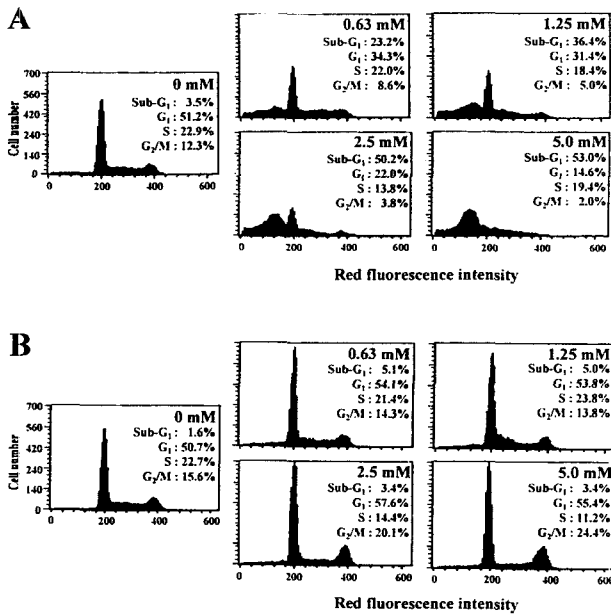 A
0 mM
Sub-G1 : 3.5%
G1 : 51.2%
S : 22.9%
G2/M : 12.3%
Cell number
700
560
420
280
140
0
0 200 400 600
0.63 mM
Sub-G1 : 23.2%
G1 : 34.3%
S : 22.0%
G2/M : 8.6%
1.25 mM
Sub-G1 : 36.4%
G1 : 31.4%
S : 18.4%
G2/M : 5.0%
2.5 mM
Sub-G1 : 50.2%
G1 : 22.0%
S : 13.8%
G2/M : 3.8%
5.0 mM
Sub-G1 : 53.0%
G1 : 14.6%
S : 19.4%
G2/M : 2.0%
0 200 400 600
0 200 400 600
Red fluorescence intensity
B
0 mM
Sub-G1 : 1.6%
G1 : 50.7%
S : 22.7%
G2/M : 15.6%
Cell number
700
560
420
280
140
0
0 200 400 600
0.63 mM
Sub-G1 : 5.1%
G1 : 54.1%
S : 21.4%
G2/M : 14.3%
1.25 mM
Sub-G1 : 5.0%
G1 : 53.8%
S : 23.8%
G2/M : 13.8%
2.5 mM
Sub-G1 : 3.4%
G1 : 57.6%
S : 14.4%
G2/M : 20.1%
5.0 mM
Sub-G1 : 3.4%
G1 : 55.4%
S : 11.2%
G2/M : 24.4%
0 200 400 600
0 200 400 600
Red fluorescence intensity